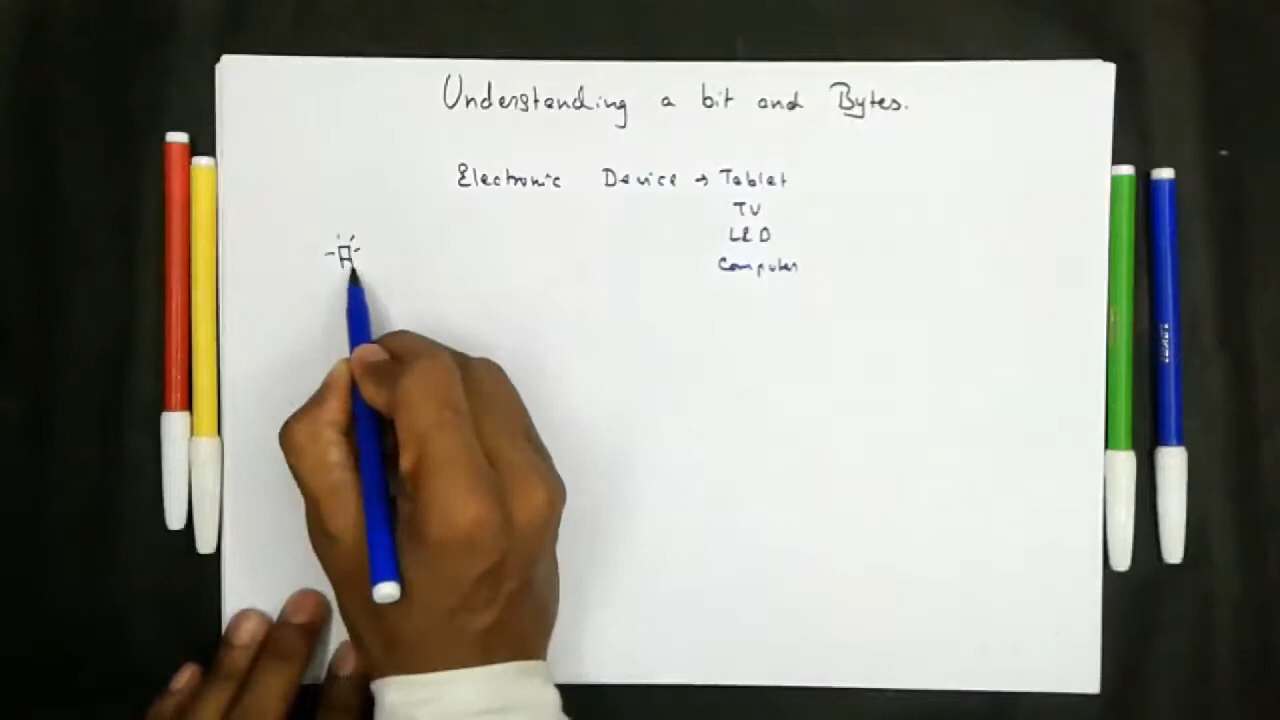 Understanding a bit and Bytes.
Electronic Device → Tablet
TV
LED
Computer